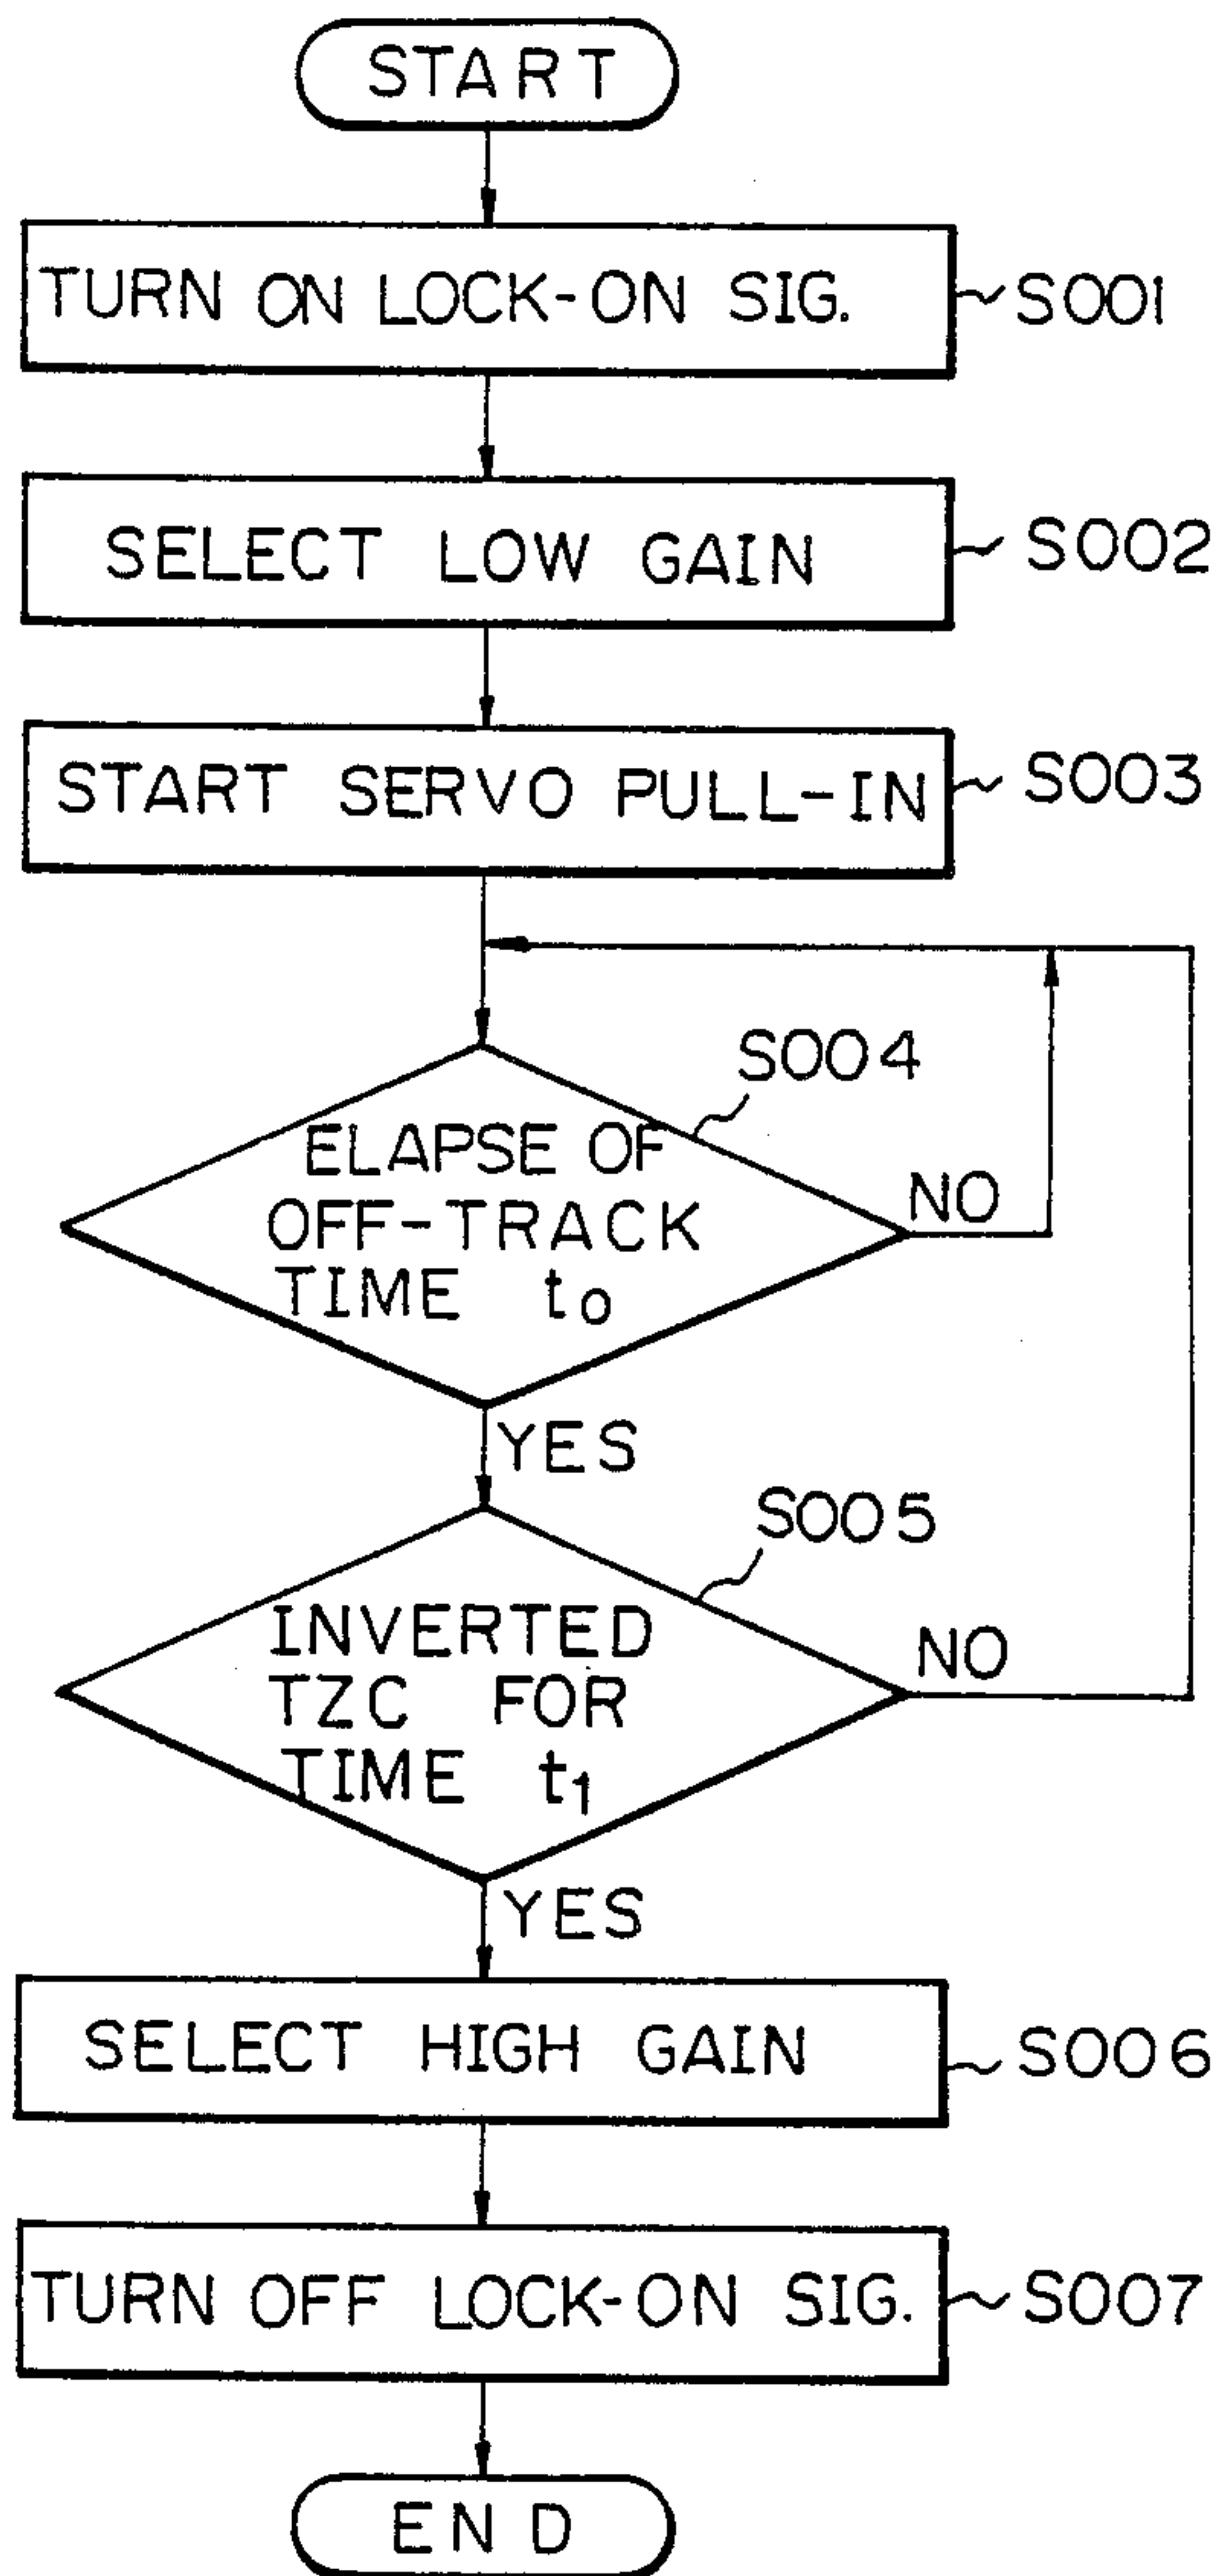 START
TURN ON LOCK-ON SIG.
S001
SELECT LOW GAIN
S002
START SERVO PULL-IN
S003
S004
ELAPSE OF
OFF-TRACK
TIME t0
NO
YES
S005
INVERTED
TZC FOR
TIME t1
NO
YES
SELECT HIGH GAIN
S006
TURN OFF LOCK-ON SIG.
S007
END